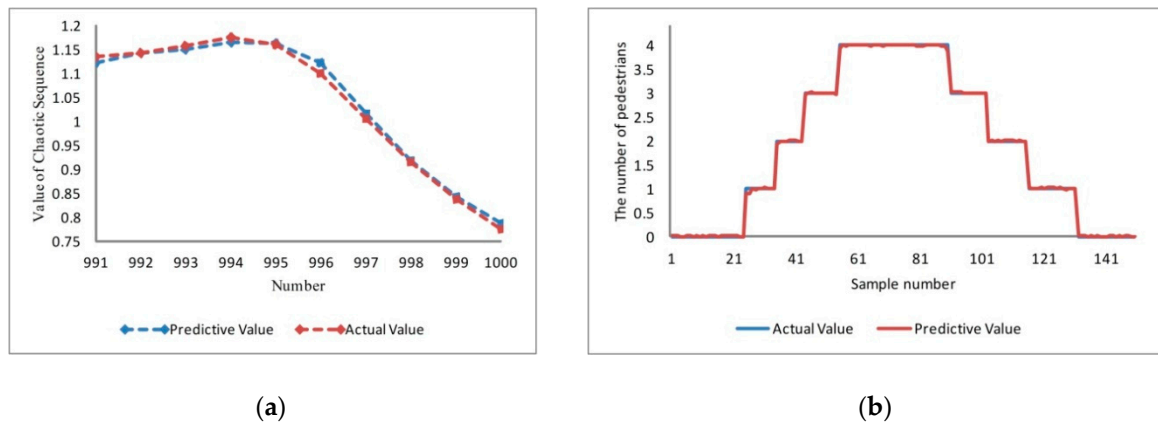 1.2
1.15
1.1
1.05
1
0.95
0.9
0.85
0.8
0.75
Value of Chaotic Sequence
991 992 993 994 995 996 997 998 999 1000
Number
Predictive Value Actual Value
(a)
4
3.5
3
2.5
2
1.5
1
0.5
0
The number of pedestrians
1 21 41 61 81 101 121 141
Sample number
Actual Value Predictive Value
(b)